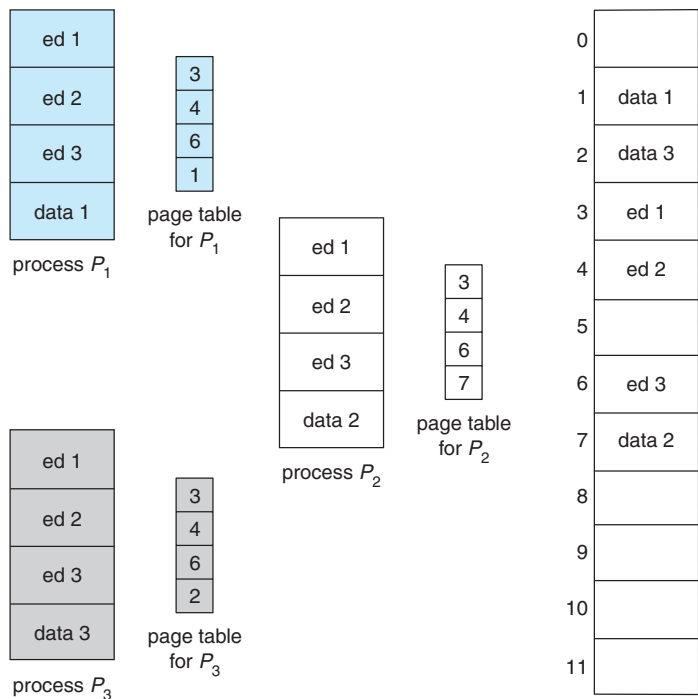 ed 1
ed 2
ed 3
data 1
process P1
3
4
6
1
page table
for P1
ed 1
ed 2
ed 3
data 2
process P2
3
4
6
7
page table
for P2
ed 1
ed 2
ed 3
data 3
process P3
3
4
6
2
page table
for P3
0
1 data 1
2 data 3
3 ed 1
4 ed 2
5
6 ed 3
7 data 2
8
9
10
11